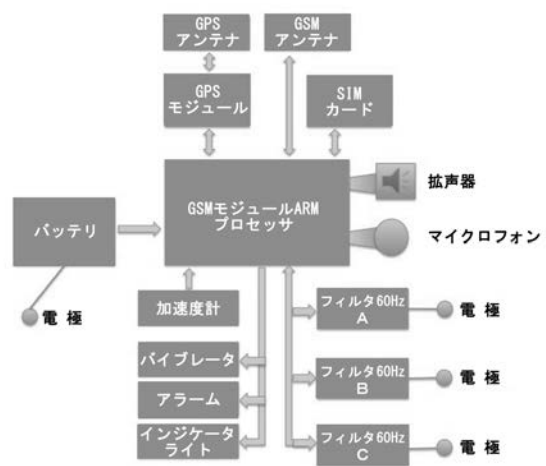 GPS
アンテナ
GSM
アンテナ
GPS
モジュール
SIM
カード
GSMモジュールARM
プロセッサ
拡声器
マイクロフォン
バッテリ
電 極
加速度計
フィルタ60Hz
A
電 極
バイブレータ
フィルタ60Hz
B
電 極
アラーム
インジケータ
ライト
フィルタ60Hz
C
電 極